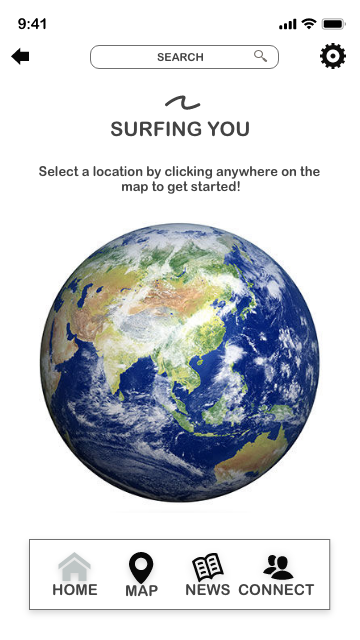 9:41
SEARCH
SURFING YOU
Select a location by clicking anywhere on the
map to get started!
HOME MAP NEWS CONNECT